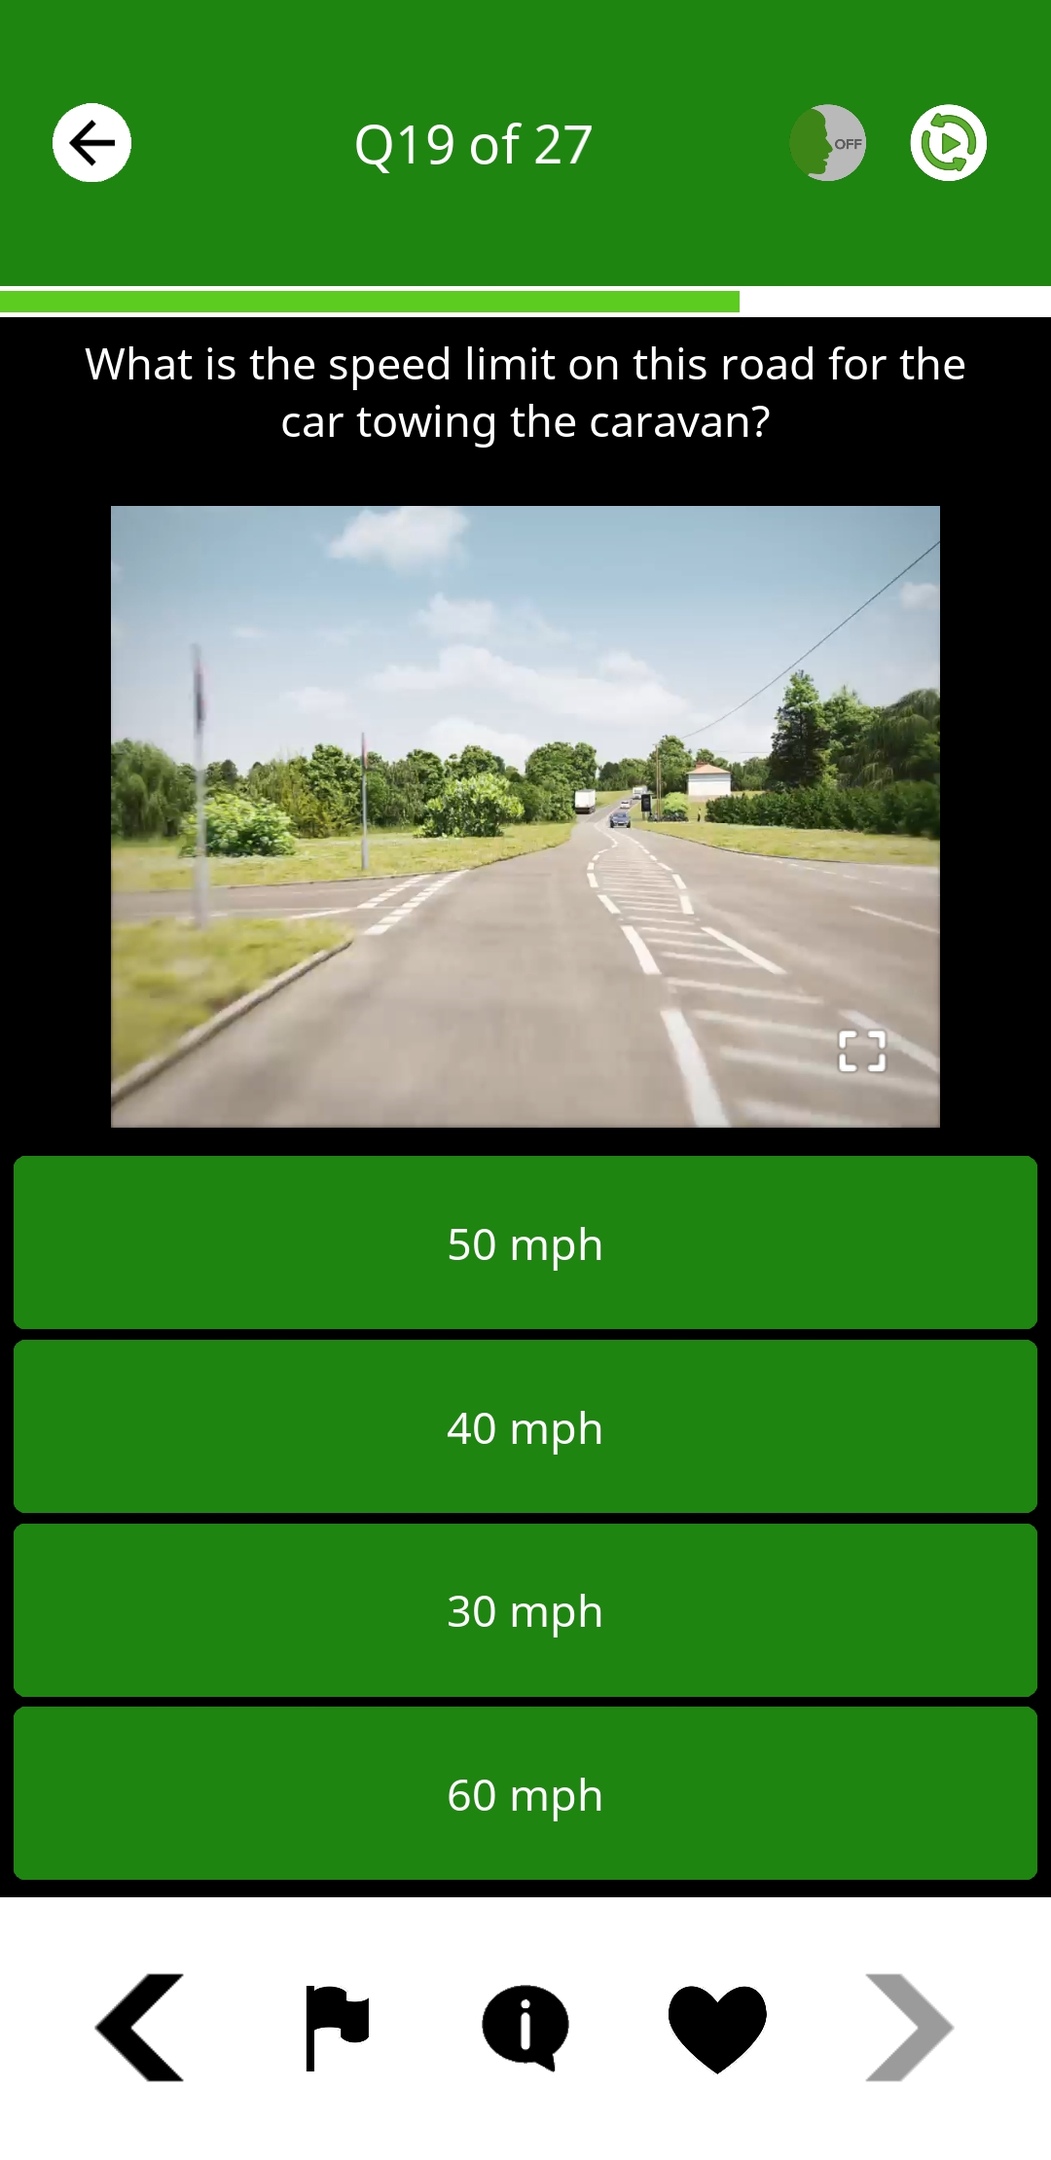 Q19 of 27
OFF
What is the speed limit on this road for the
car towing the caravan?
50 mph
40 mph
30 mph
60 mph